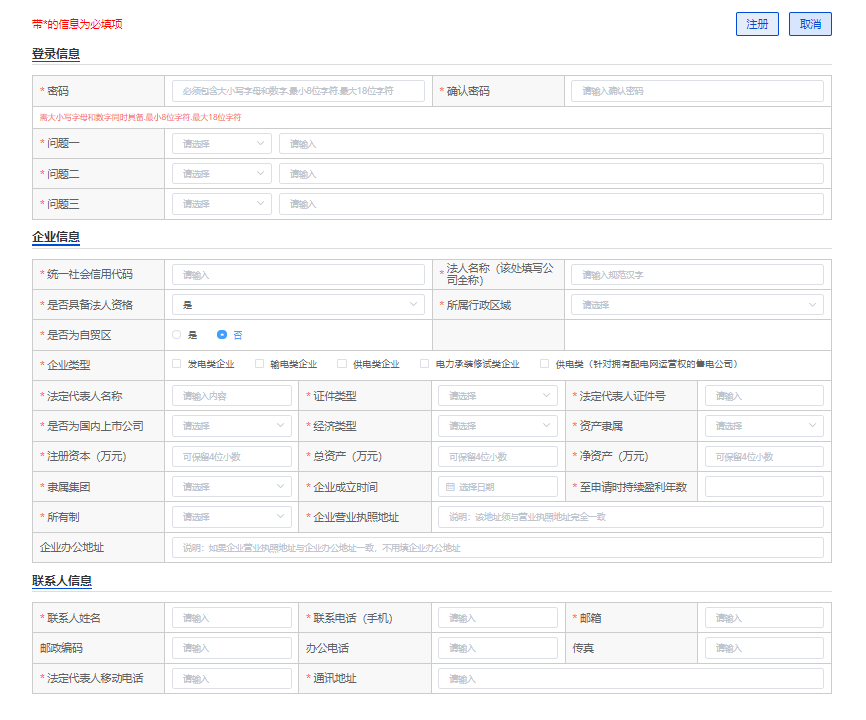 带*的信息为必填项 注册 取消
登录信息
* 密码 必须包含大小写字母和数字.最小8位字符.最大18位字符 * 确认密码 请输入确认密码
需大小写字母和数字同时具备.最小8位字符.最大18位字符
* 问题一 请选择 请输入
* 问题二 请选择 请输入
* 问题三 请选择 请输入
企业信息
* 统一社会信用代码 请输入 * 法人名称（该处填写公司全称） 请输入规范汉字
* 是否具备法人资格 是 * 所属行政区域 请选择
* 是否为自贸区 是 否
* 企业类型 发电类企业 输电类企业 供电类企业 电力承装修试类企业 供电类（针对拥有配电网运营权的售电公司）
* 法定代表人名称 请输入内容 * 证件类型 请选择 * 法定代表人证件号 请输入
* 是否为国内上市公司 请选择 * 经济类型 请选择 * 资产隶属 请选择
* 注册资本（万元） 可保留4位小数 * 总资产（万元） 可保留4位小数 * 净资产（万元） 可保留4位小数
* 隶属集团 请选择 * 企业成立时间 选择日期 * 至申请时持续盈利年数
* 所有制 请选择 * 企业营业执照地址 说明：该地址须与营业执照地址完全一致
企业办公地址 说明：如果企业营业执照地址与企业办公地址一致，不用填企业办公地址
联系人信息
* 联系人姓名 请输入 * 联系电话（手机） 请输入 * 邮箱 请输入
邮政编码 请输入 办公电话 请输入 传真 请输入
* 法定代表人移动电话 请输入 * 通讯地址 请输入